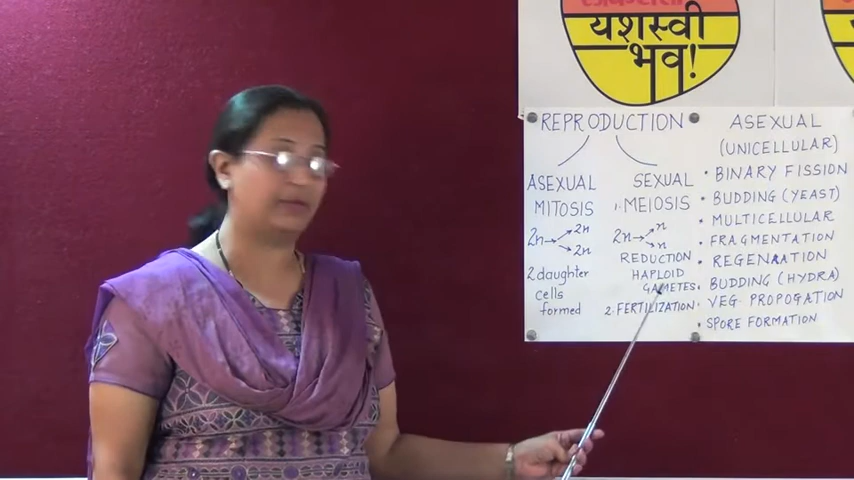 यशस्वी
भव!
REPRODUCTION
ASEXUAL
MITOSIS
2n → 2n
2n
2 daughter
cells
formed
SEXUAL
1. MEIOSIS
2n → n
n
REDUCTION
HAPLOID
GAMETES
2. FERTILIZATION
ASEXUAL
(UNICELLULAR)
• BINARY FISSION
• BUDDING (YEAST)
• MULTICELLULAR
• FRAGMENTATION
• REGENRATION
• BUDDING (HYDRA)
• VEG PROPOGATION
• SPORE FORMATION